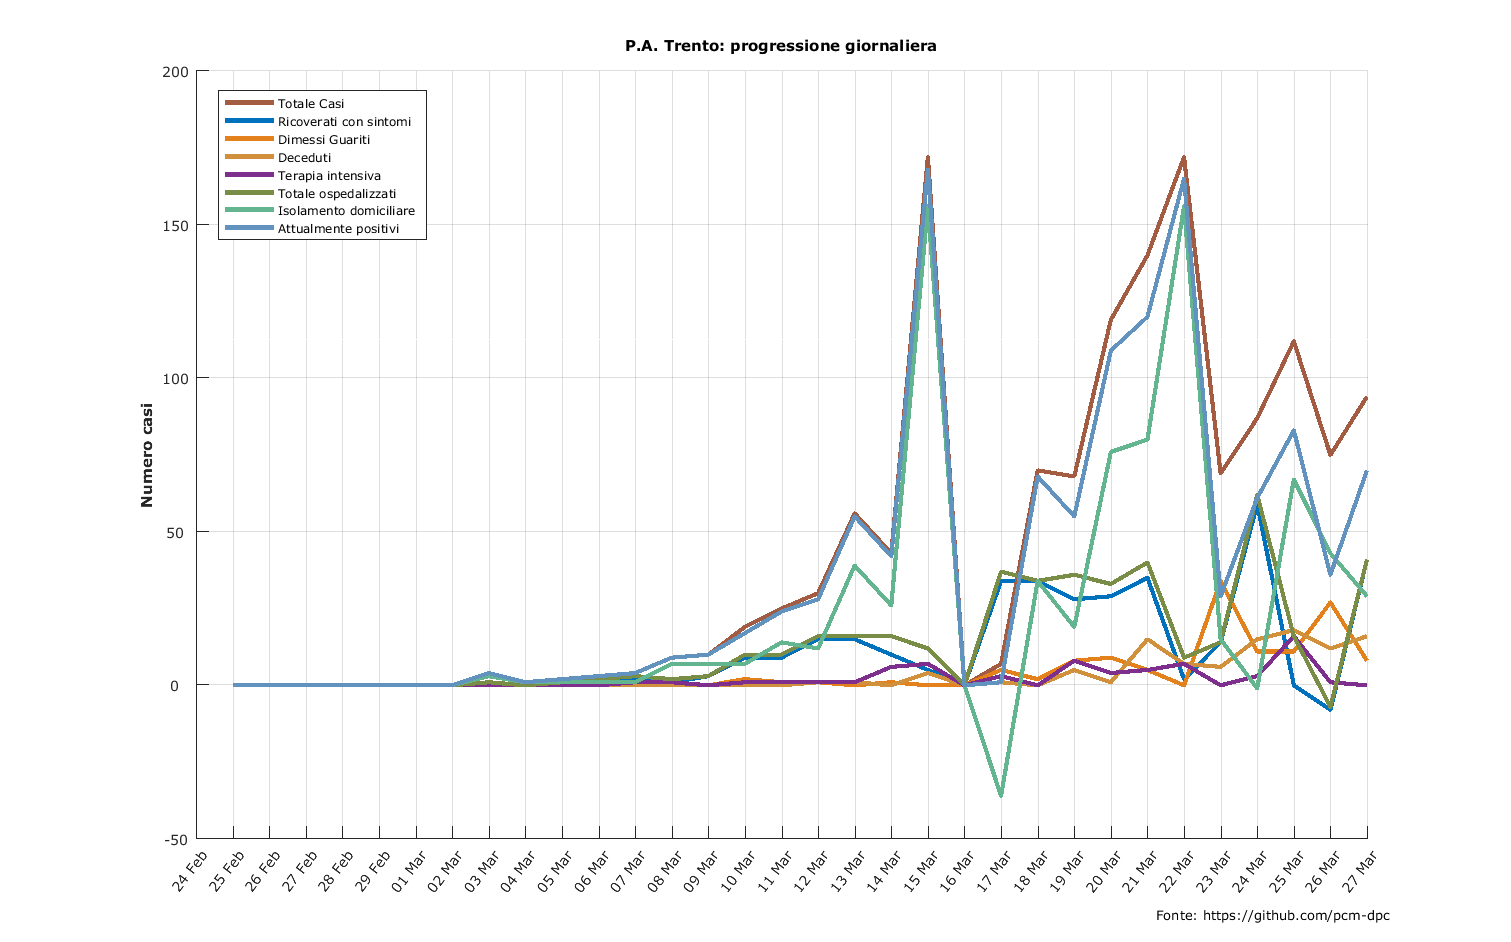 P.A. Trento: progressione giornaliera
200
150
100
50
0
-50
Numero casi
Totale Casi
Ricoverati con sintomi
Dimessi Guariti
Deceduti
Terapia intensiva
Totale ospedalizzati
Isolamento domiciliare
Attualmente positivi
24 Feb
25 Feb
26 Feb
27 Feb
28 Feb
29 Feb
01 Mar
02 Mar
03 Mar
04 Mar
05 Mar
06 Mar
07 Mar
08 Mar
09 Mar
10 Mar
11 Mar
12 Mar
13 Mar
14 Mar
15 Mar
16 Mar
17 Mar
18 Mar
19 Mar
20 Mar
21 Mar
22 Mar
23 Mar
24 Mar
25 Mar
26 Mar
27 Mar
Fonte: https://github.com/pcm-dpc